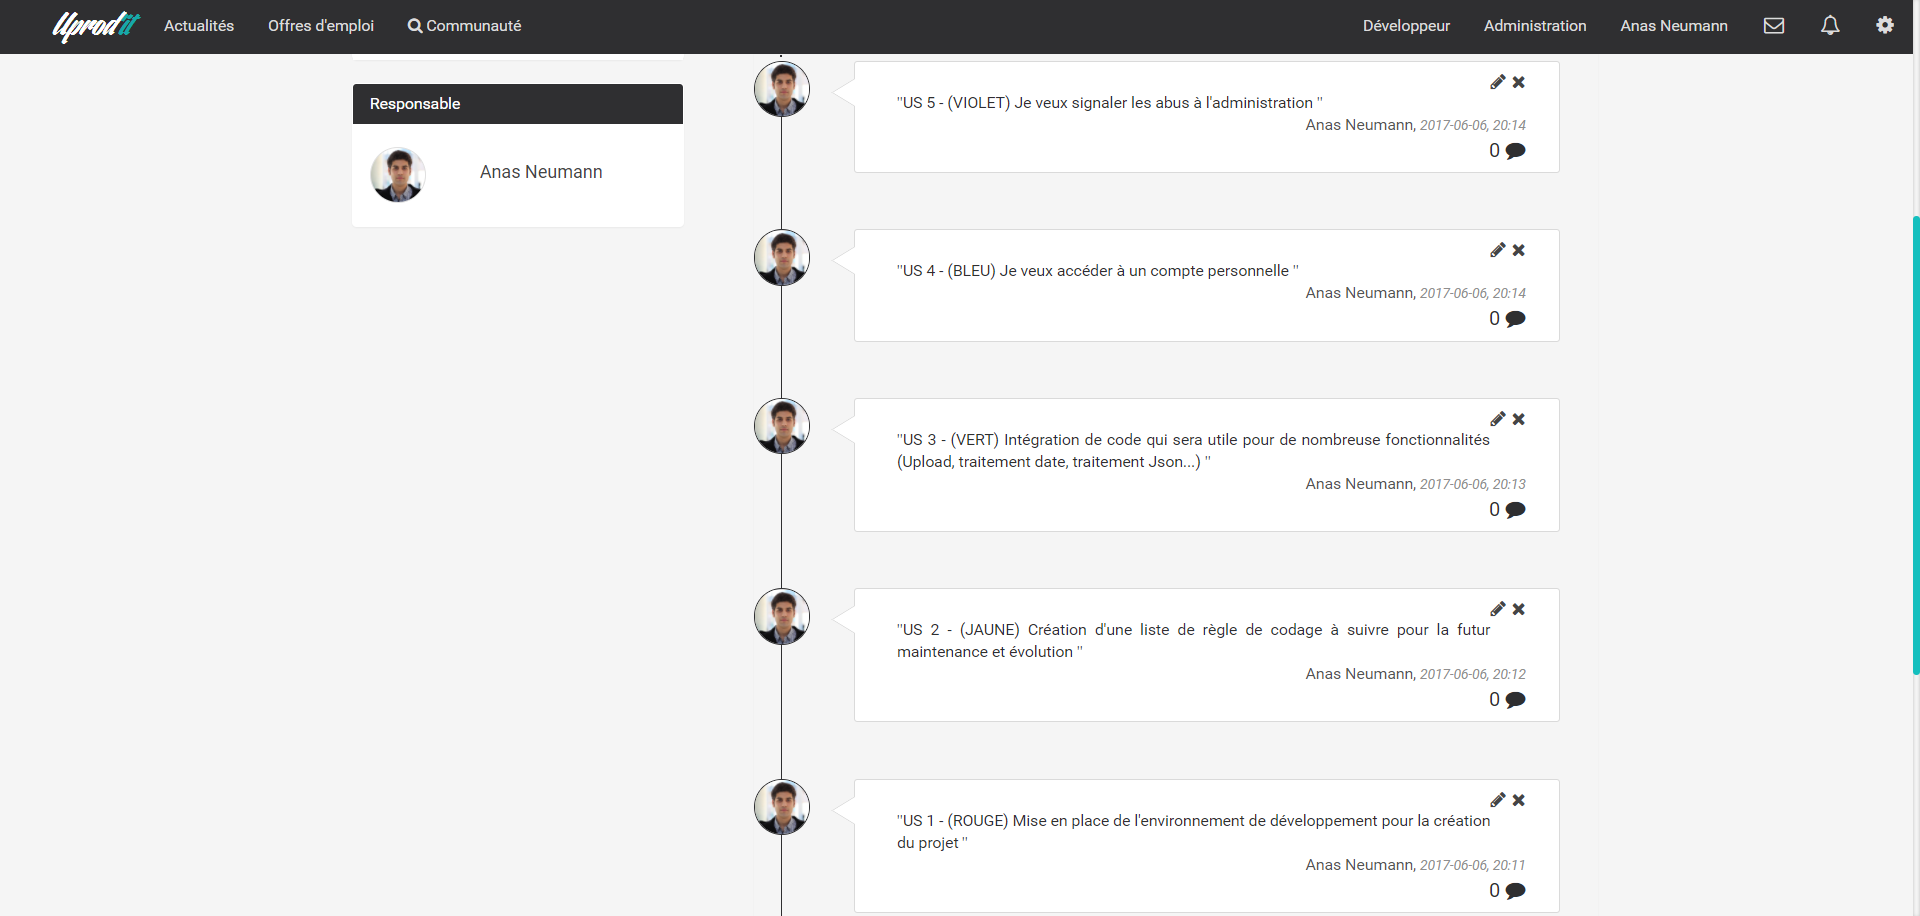 Uprodit
Actualités
Offres d'emploi
Communauté
Développeur
Administration
Anas Neumann
Responsable
Anas Neumann
"US 5 - (VIOLET) Je veux signaler les abus à l'administration "
Anas Neumann, 2017-06-06, 20:14
0
"US 4 - (BLEU) Je veux accéder à un compte personnelle "
Anas Neumann, 2017-06-06, 20:14
0
"US 3 - (VERT) Intégration de code qui sera utile pour de nombreuse fonctionnalités
(Upload, traitement date, traitement Json...) "
Anas Neumann, 2017-06-06, 20:13
0
"US 2 - (JAUNE) Création d'une liste de règle de codage à suivre pour la futur
maintenance et évolution "
Anas Neumann, 2017-06-06, 20:12
0
"US 1 - (ROUGE) Mise en place de l'environnement de développement pour la création
du projet "
Anas Neumann, 2017-06-06, 20:11
0